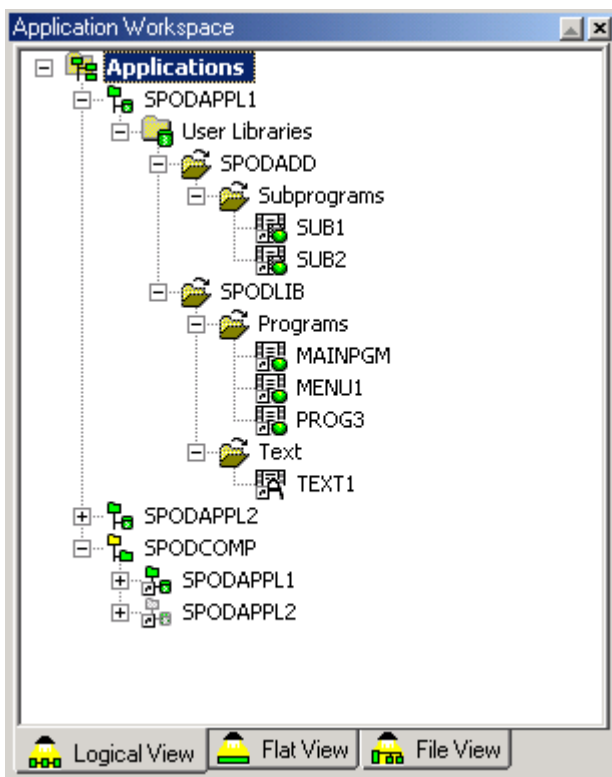 Application Workspace
Applications
SPODAPPL1
User Libraries
SPODADD
Subprograms
SUB1
SUB2
SPODLIB
Programs
MAINPGM
MENU1
PROG3
Text
TEXT1
SPODAPPL2
SPODCOMP
SPODAPPL1
SPODAPPL2
Logical View Flat View File View